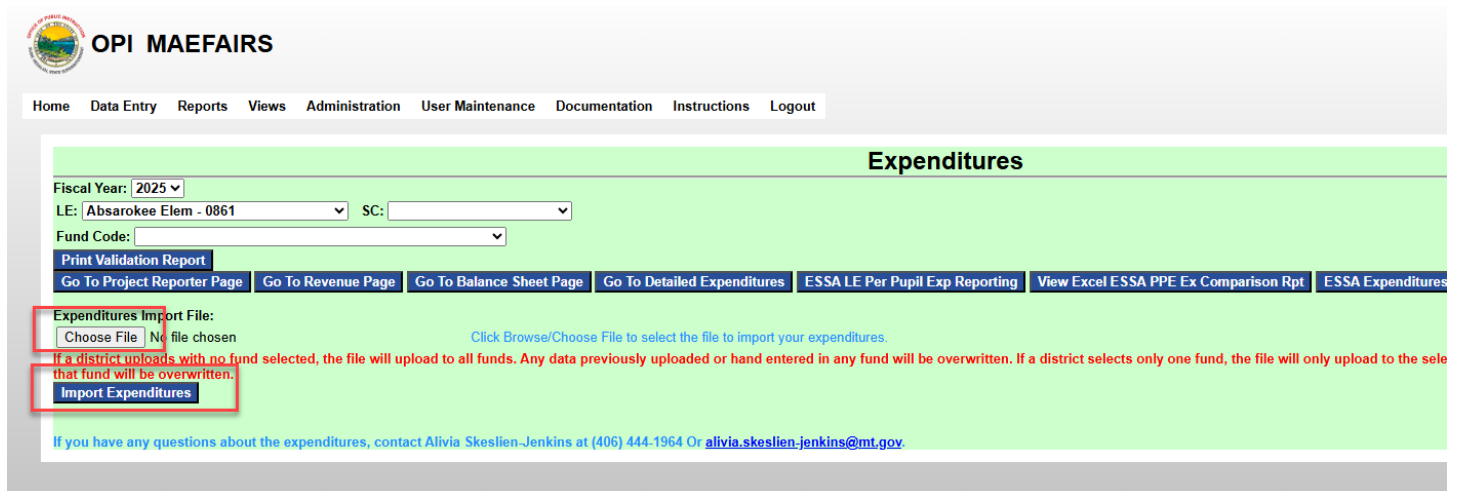 OPI MAEFAIRS
Home Data Entry Reports Views Administration User Maintenance Documentation Instructions Logout
Expenditures
Fiscal Year: 2025
LE: Absarokee Elem - 0861 SC:
Fund Code:
Print Validation Report
Go To Project Reporter Page Go To Revenue Page Go To Balance Sheet Page Go To Detailed Expenditures ESSA LE Per Pupil Exp Reporting View Excel ESSA PPE Ex Comparison Rpt ESSA Expenditures
Expenditures Import File:
Choose File No file chosen Click Browse/Choose File to select the file to import your expenditures.
If a district uploads with no fund selected, the file will upload to all funds. Any data previously uploaded or hand entered in any fund will be overwritten. If a district selects only one fund, the file will only upload to the sele
that fund will be overwritten.
Import Expenditures
If you have any questions about the expenditures, contact Alivia Skeslien-Jenkins at (406) 444-1964 Or alivia.skeslien-jenkins@mt.gov.